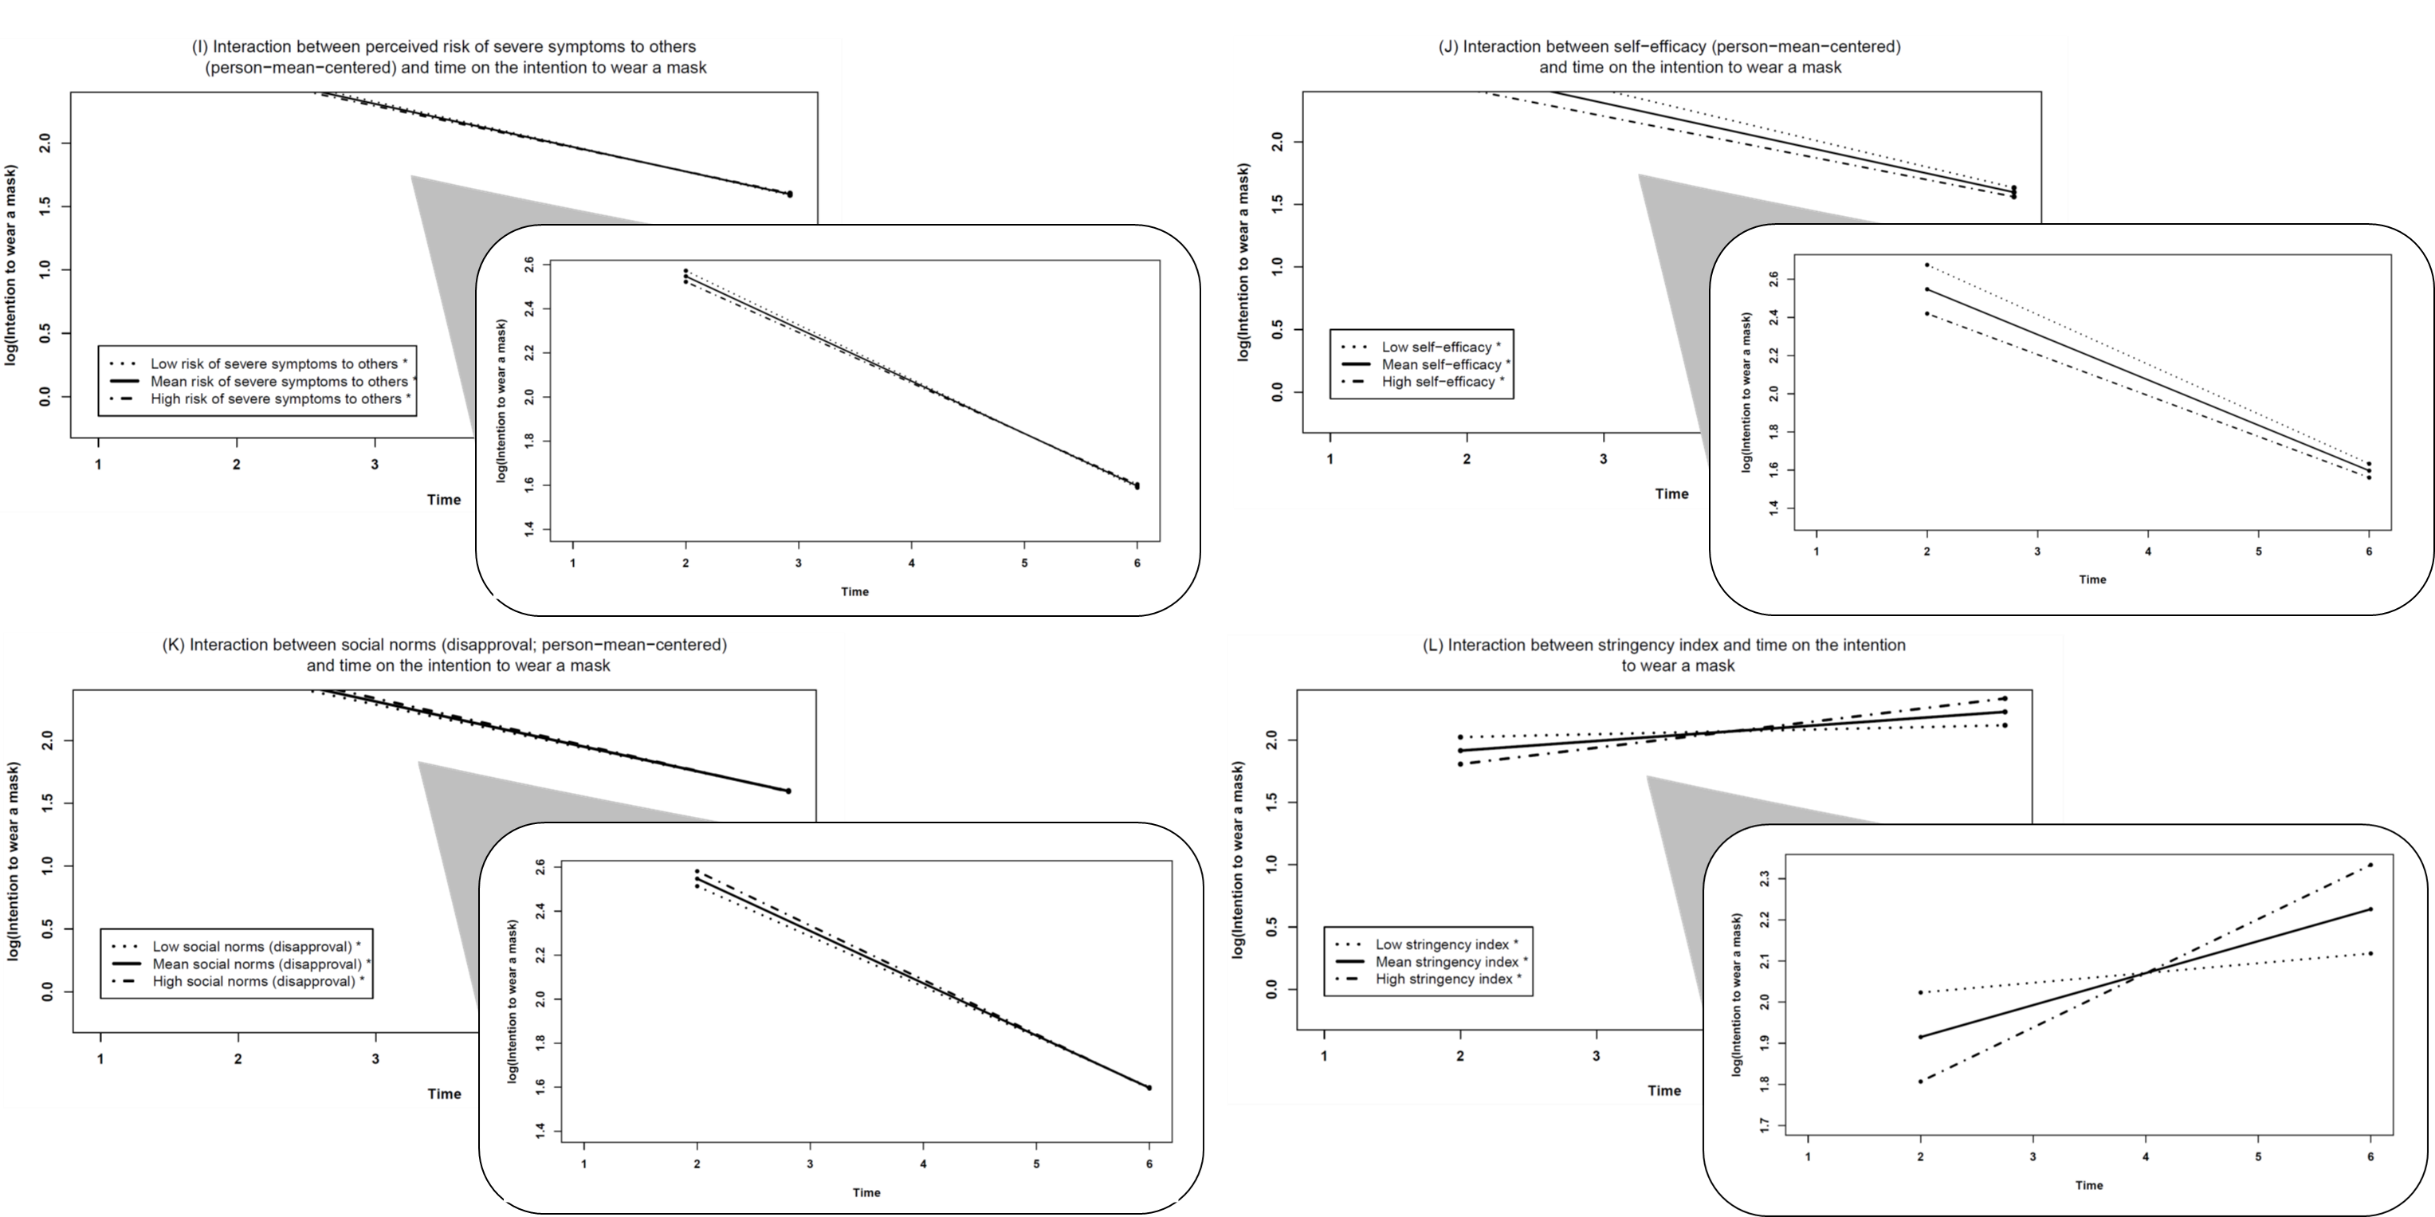 (I) Interaction between perceived risk of severe symptoms to others
(person−mean−centered) and time on the intention to wear a mask
log(Intention to wear a mask)
2.0
1.5
1.0
0.5
0.0
Low risk of severe symptoms to others *
Mean risk of severe symptoms to others *
High risk of severe symptoms to others *
1 2 3
Time
log(Intention to wear a mask)
2.6
2.4
2.2
2.0
1.8
1.6
1.4
1 2 3 4 5 6
Time
(J) Interaction between self−efficacy (person−mean−centered)
and time on the intention to wear a mask
log(Intention to wear a mask)
2.0
1.5
1.0
0.5
0.0
Low self−efficacy *
Mean self−efficacy *
High self−efficacy *
1 2 3
Time
log(Intention to wear a mask)
2.6
2.4
2.2
2.0
1.8
1.6
1.4
1 2 3 4 5 6
Time
(K) Interaction between social norms (disapproval; person−mean−centered)
and time on the intention to wear a mask
log(Intention to wear a mask)
2.0
1.5
1.0
0.5
0.0
Low social norms (disapproval) *
Mean social norms (disapproval) *
High social norms (disapproval) *
1 2 3
Time
log(Intention to wear a mask)
2.6
2.4
2.2
2.0
1.8
1.6
1.4
1 2 3 4 5 6
Time
(L) Interaction between stringency index and time on the intention
to wear a mask
log(Intention to wear a mask)
2.0
1.5
1.0
0.5
0.0
Low stringency index *
Mean stringency index *
High stringency index *
1 2 3
Time
log(Intention to wear a mask)
2.3
2.2
2.1
2.0
1.9
1.8
1.7
1 2 3 4 5 6
Time